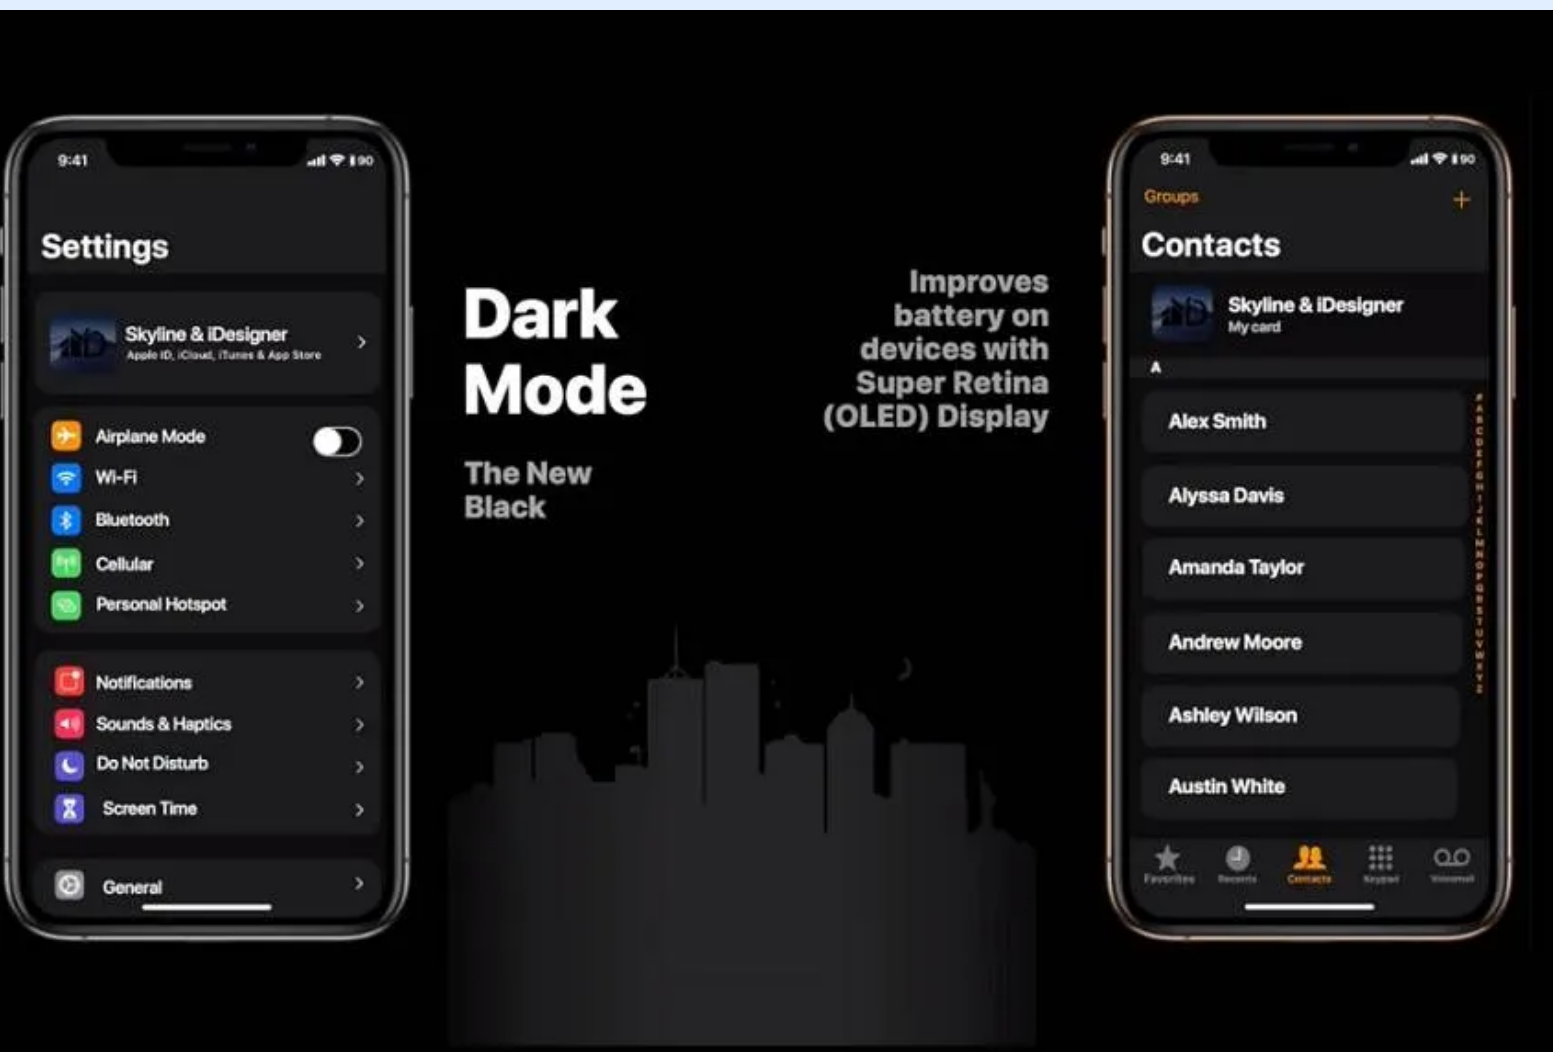 9:41
90
Settings
Skyline & iDesigner
Apple ID, iCloud, iTunes & App Store
Airplane Mode
Wi-Fi
Bluetooth
Cellular
Personal Hotspot
Notifications
Sounds & Haptics
Do Not Disturb
Screen Time
General
Dark
Mode
The New
Black
Improves
battery on
devices with
Super Retina
(OLED) Display
9:41
90
Groups
+
Contacts
Skyline & iDesigner
My card
A
Alex Smith
Alyssa Davis
Amanda Taylor
Andrew Moore
Ashley Wilson
Austin White
Favorites
Recents
Contacts
Keypad
Voicemail